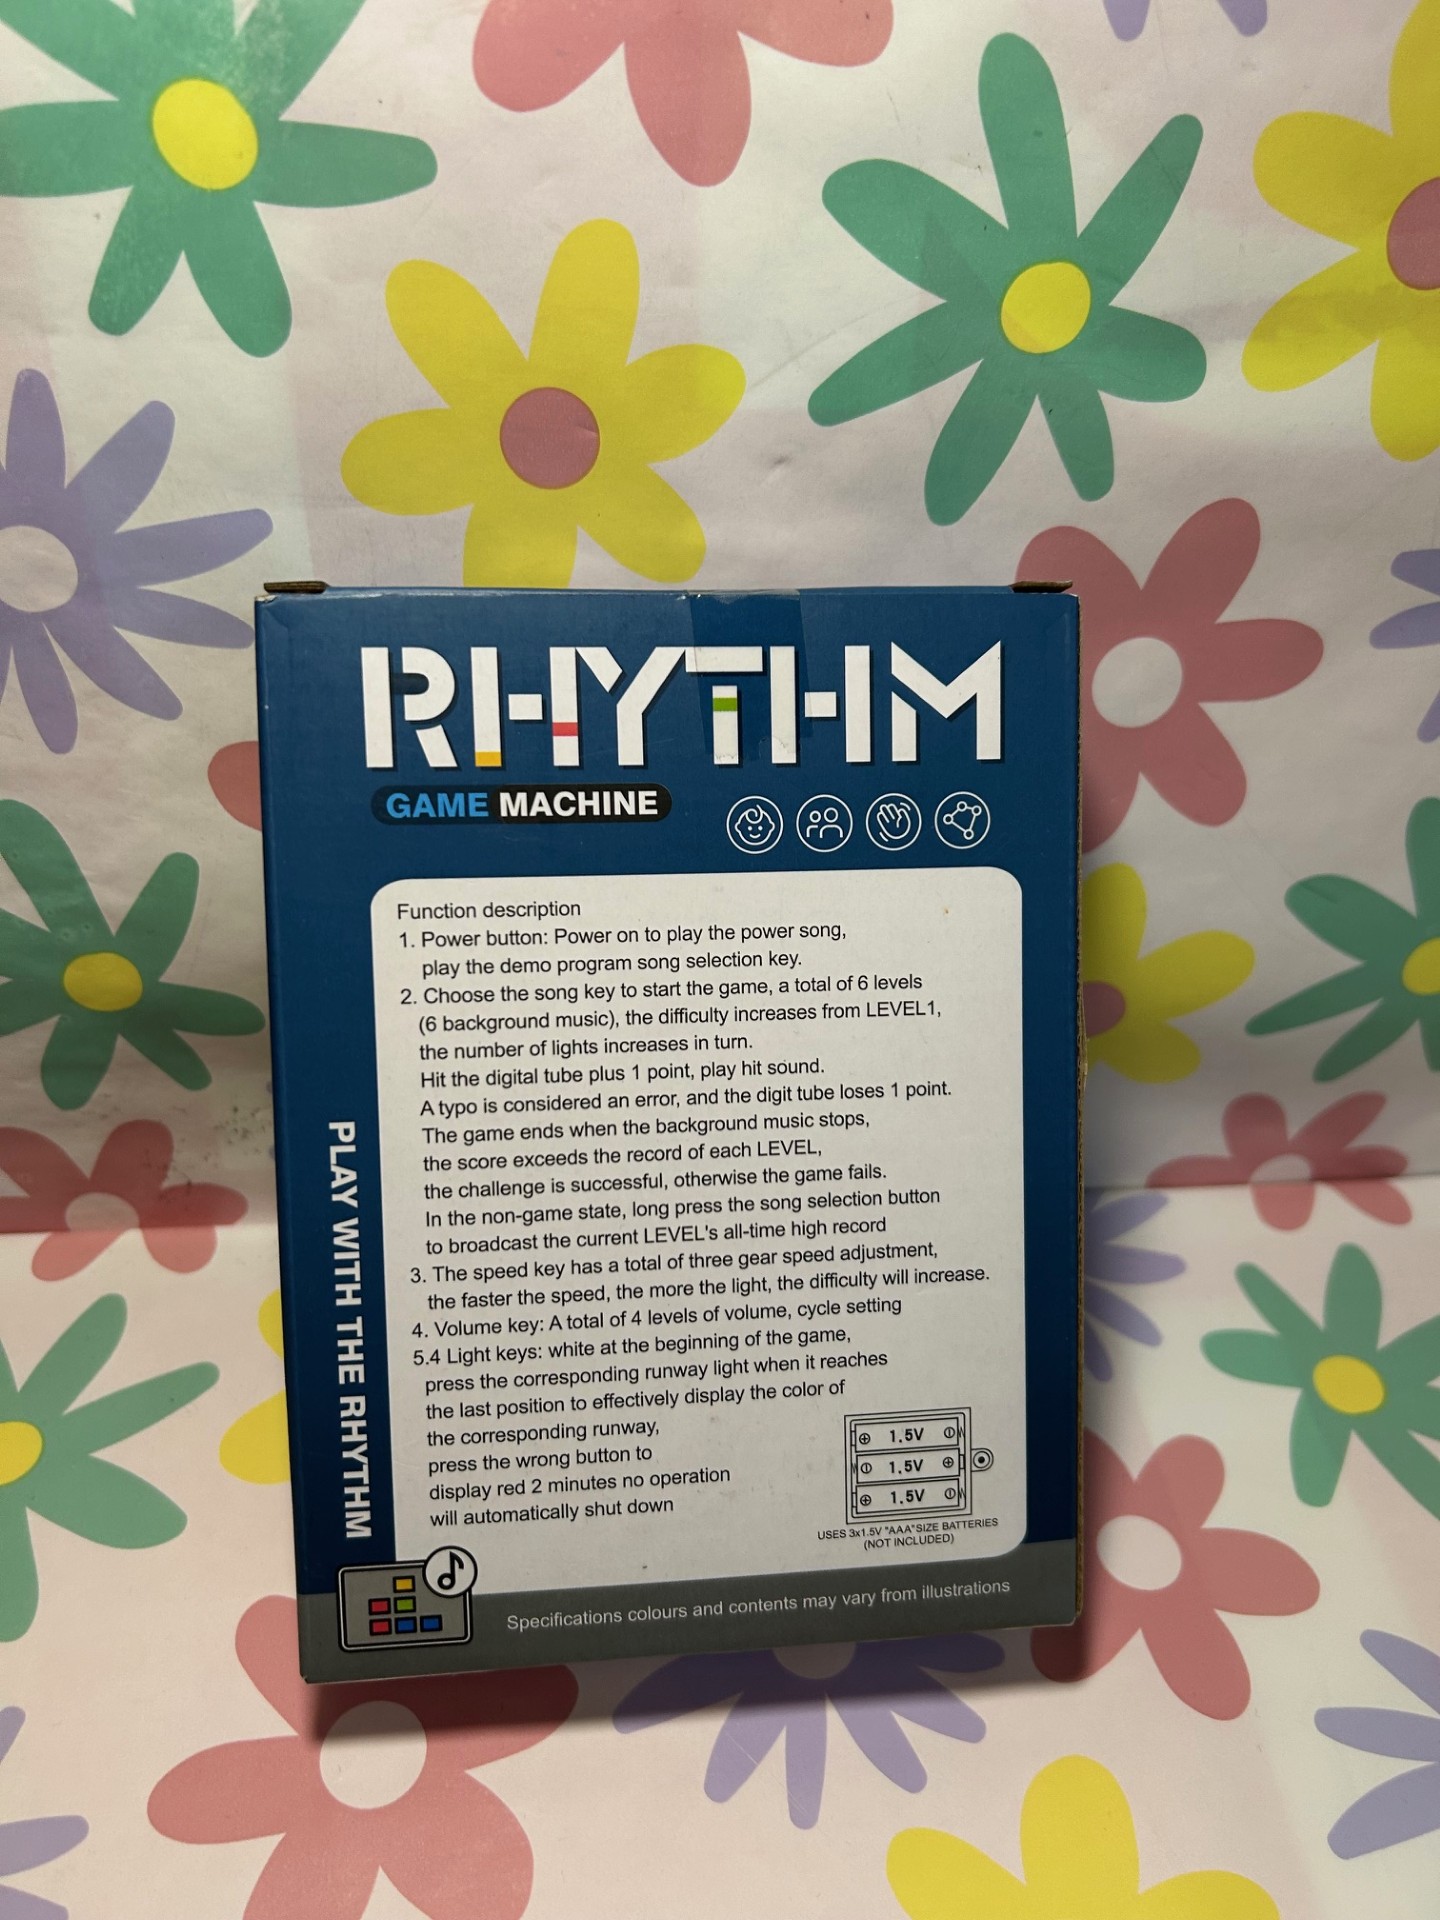 RHYTHM
GAME MACHINE
Function description
1. Power button: Power on to play the power song,
play the demo program song selection key.
2. Choose the song key to start the game, a total of 6 levels
(6 background music), the difficulty increases from LEVEL1,
the number of lights increases in turn.
Hit the digital tube plus 1 point, play hit sound.
A typo is considered an error, and the digit tube loses 1 point.
The game ends when the background music stops,
the score exceeds the record of each LEVEL,
the challenge is successful, otherwise the game fails.
In the non-game state, long press the song selection button
to broadcast the current LEVEL's all-time high record
3. The speed key has a total of three gear speed adjustment,
the faster the speed, the more the light, the difficulty will increase.
4. Volume key: A total of 4 levels of volume, cycle setting
5.4 Light keys: white at the beginning of the game,
press the corresponding runway light when it reaches
the last position to effectively display the color of
the corresponding runway,
press the wrong button to
display red 2 minutes no operation
will automatically shut down
1.5V
1.5V
1.5V
USES 3x1.5V "AAA"SIZE BATTERIES
(NOT INCLUDED)
PLAY WITH THE RHYTHM
Specifications colours and contents may vary from illustrations